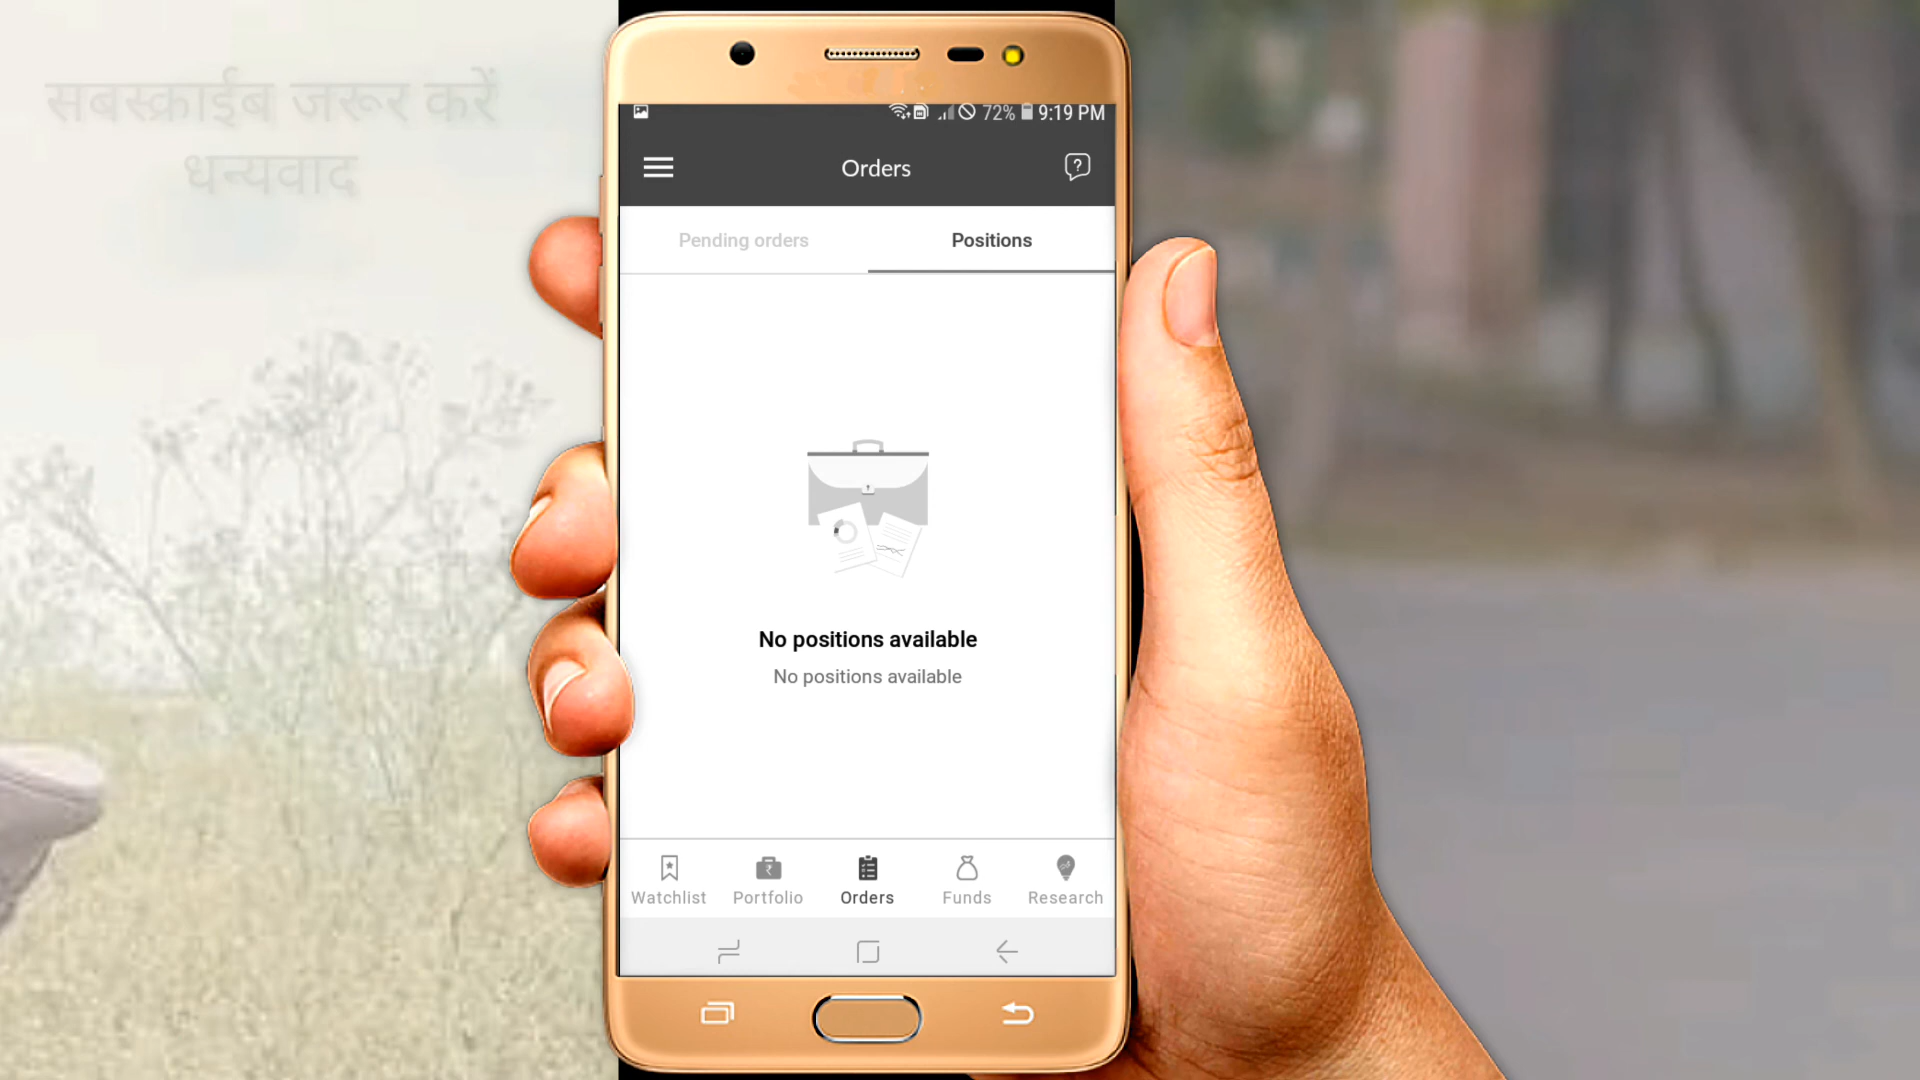 सबस्क्राईब जरूर करें
धन्यवाद
72% 9:19 PM
Orders
Pending orders
Positions
No positions available
No positions available
Watchlist
Portfolio
Orders
Funds
Research